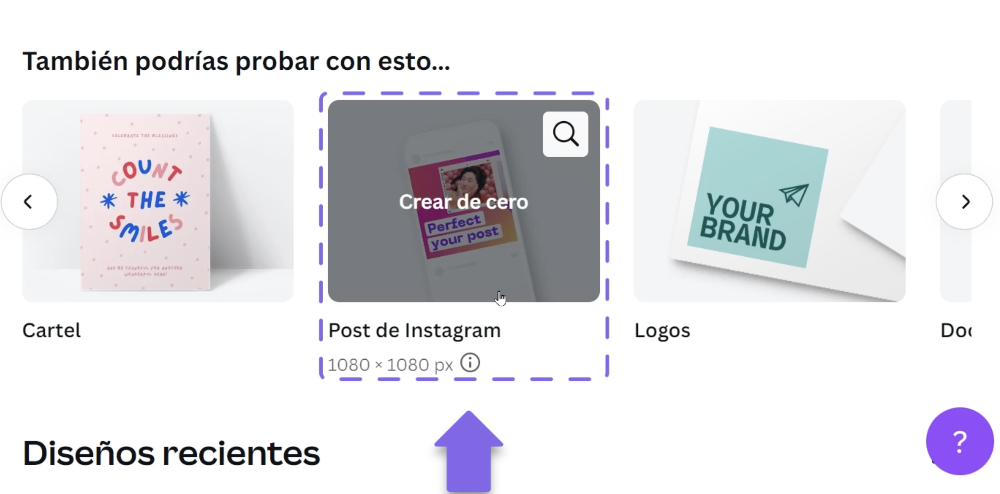 También podrías probar con esto...
CELEBRATE THE BLESSINGS
COUNT
* THE *
SMILES
AND BE THANKFUL FOR ANOTHER
WONDERFUL YEAR!
Crear de cero
Perfect
your post
YOUR
BRAND
Cartel
Post de Instagram
Logos
Doc
1080 × 1080 px
Diseños recientes
?